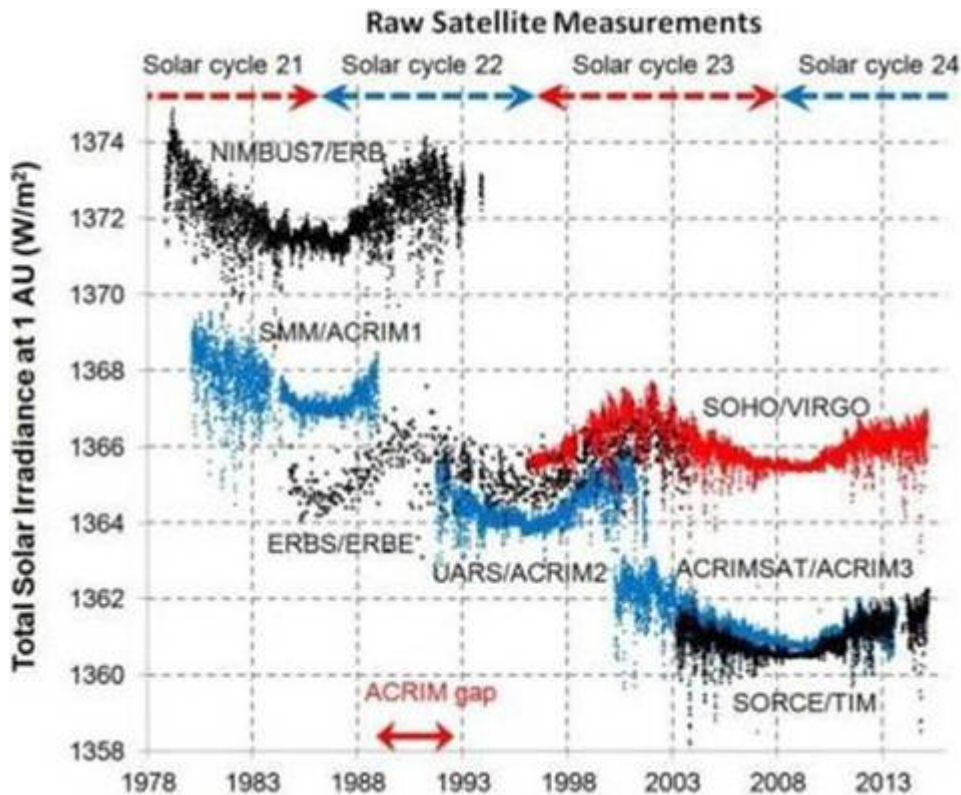 Raw Satellite Measurements
Solar cycle 21 Solar cycle 22 Solar cycle 23 Solar cycle 24
Total Solar Irradiance at 1 AU (W/m²)
1374
NIMBUS7/ERB
1372
1370
SMM/ACRIM1
1368
SOHO/VIRGO
1366
1364
ERBS/ERBE
UARS/ACRIM2 ACRIMSAT/ACRIM3
1362
1360
ACRIM gap
SORCE/TIM
1358
1978 1983 1988 1993 1998 2003 2008 2013